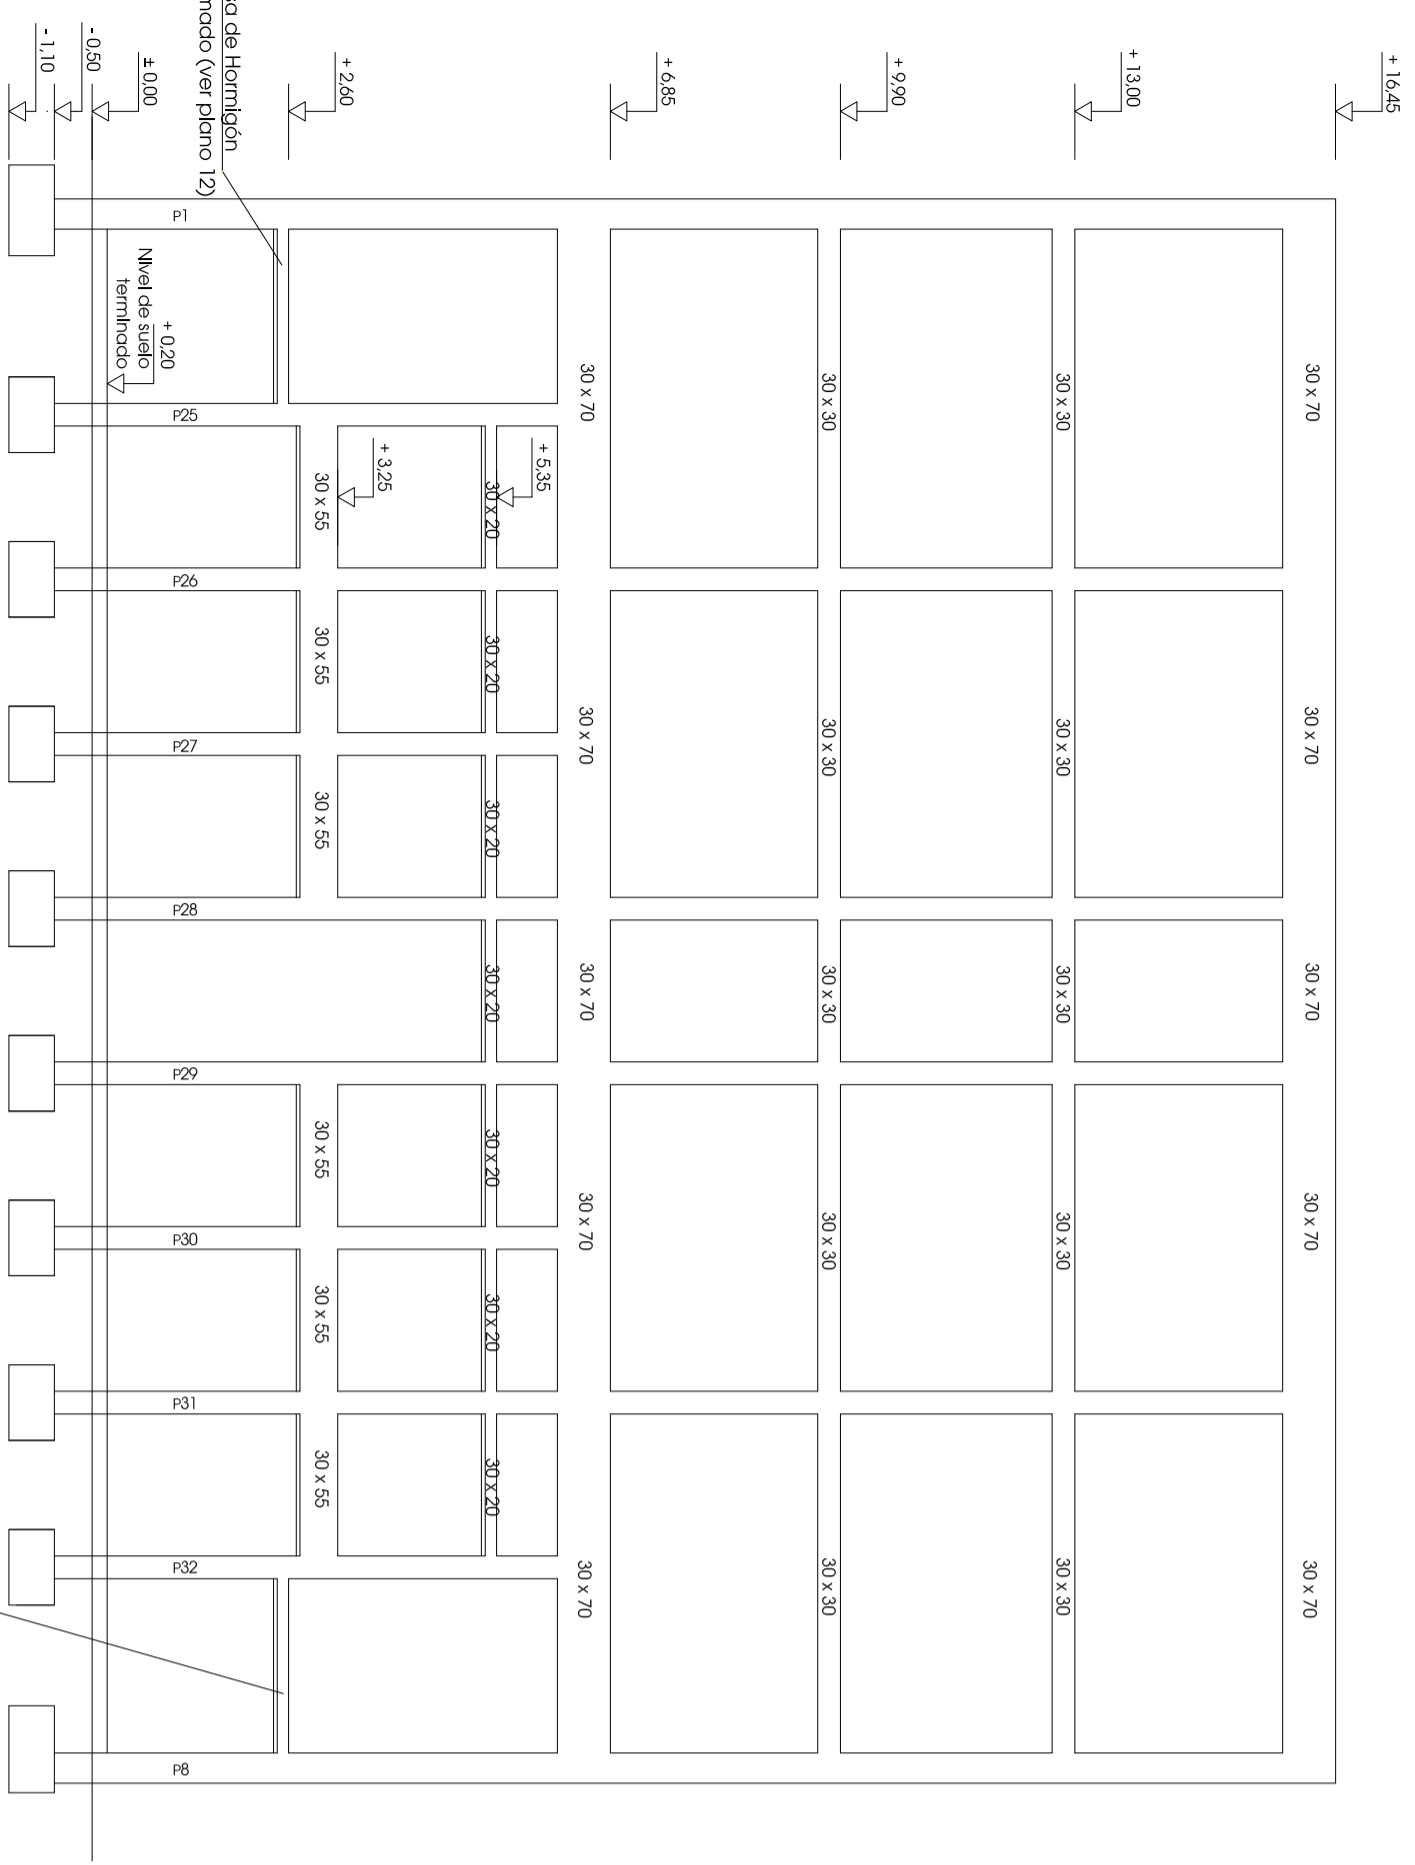 + 16,45
30 x 70
30 x 70
30 x 70
30 x 70
30 x 70
+ 13,00
30 x 30
30 x 30
30 x 30
30 x 30
30 x 30
+ 9,90
30 x 30
30 x 30
30 x 30
30 x 30
30 x 30
+ 6,85
30 x 70
30 x 70
30 x 70
30 x 70
30 x 70
+ 5,35
30 x 20
30 x 20
30 x 20
30 x 20
30 x 20
30 x 20
30 x 20
+ 3,25
+ 2,60
30 x 55
30 x 55
30 x 55
30 x 55
30 x 55
30 x 55
sa de Hormigón
mado (ver plano 12)
P1
P25
P26
P27
P28
P29
P30
P31
P32
P8
+ 0,20
Nivel de suelo
terminado
± 0,00
- 0,50
- 1,10